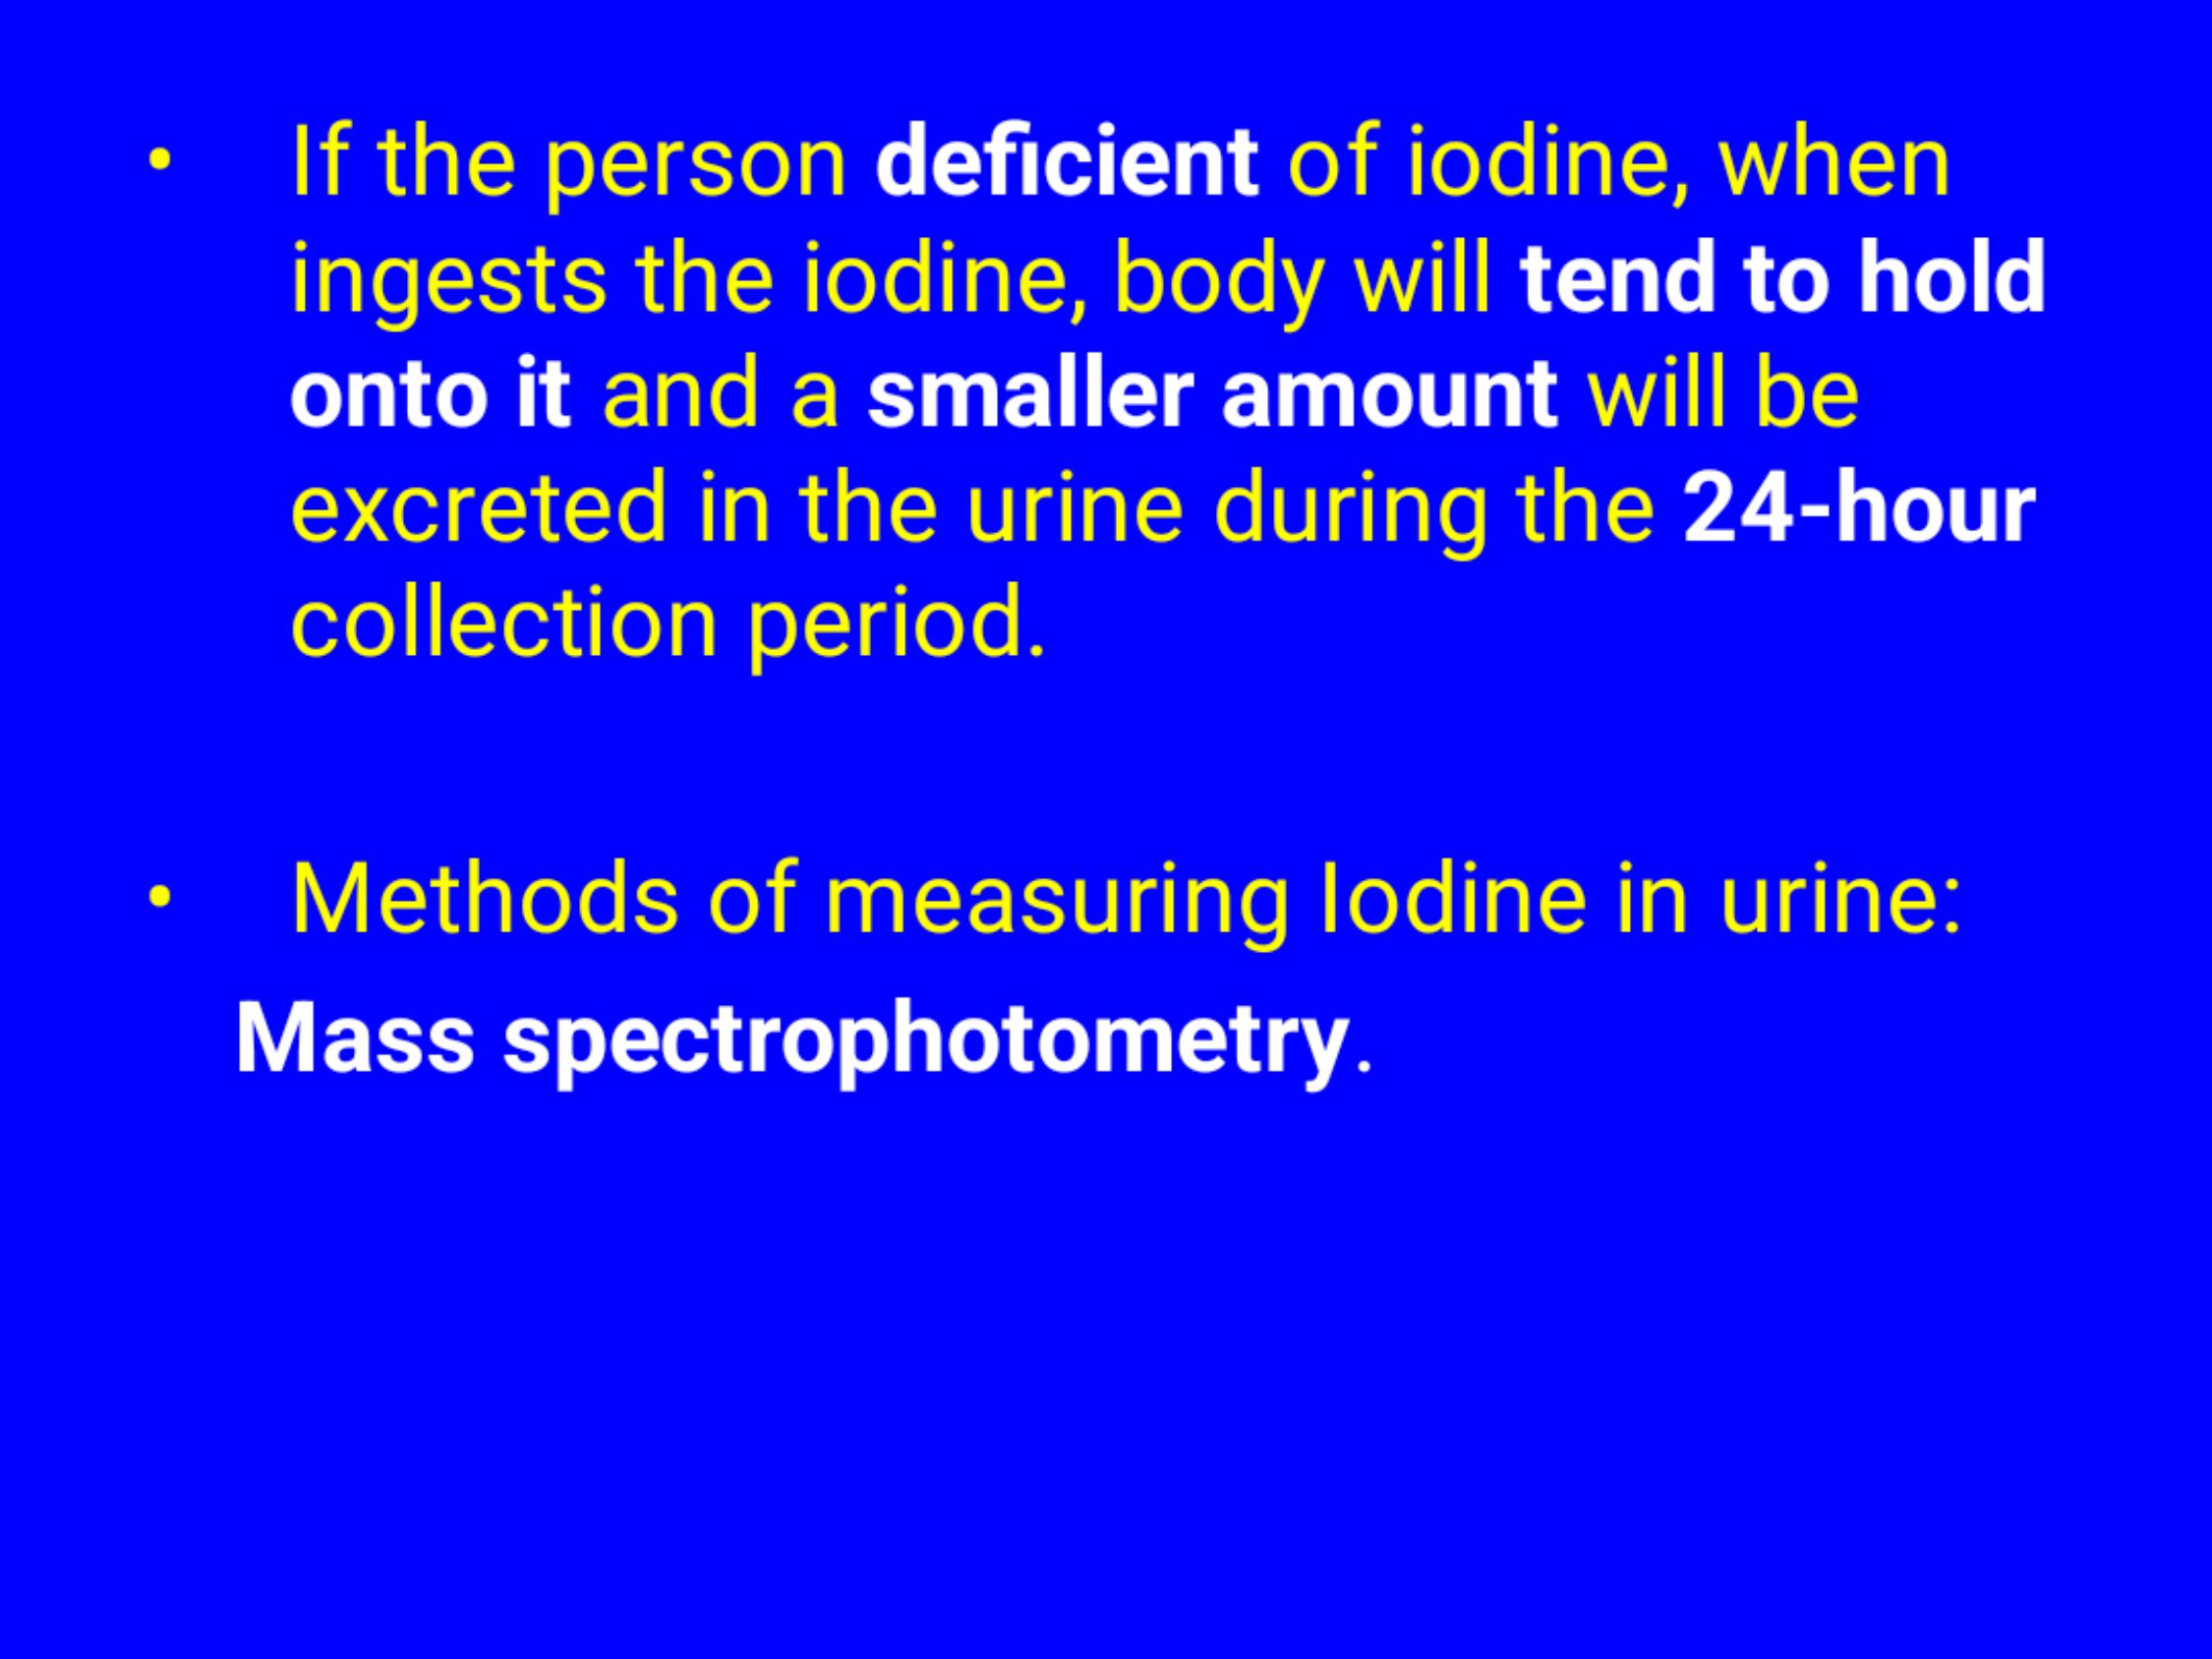 • If the person deficient of iodine, when
ingests the iodine, body will tend to hold
onto it and a smaller amount will be
excreted in the urine during the 24-hour
collection period.
• Methods of measuring Iodine in urine:
Mass spectrophotometry.